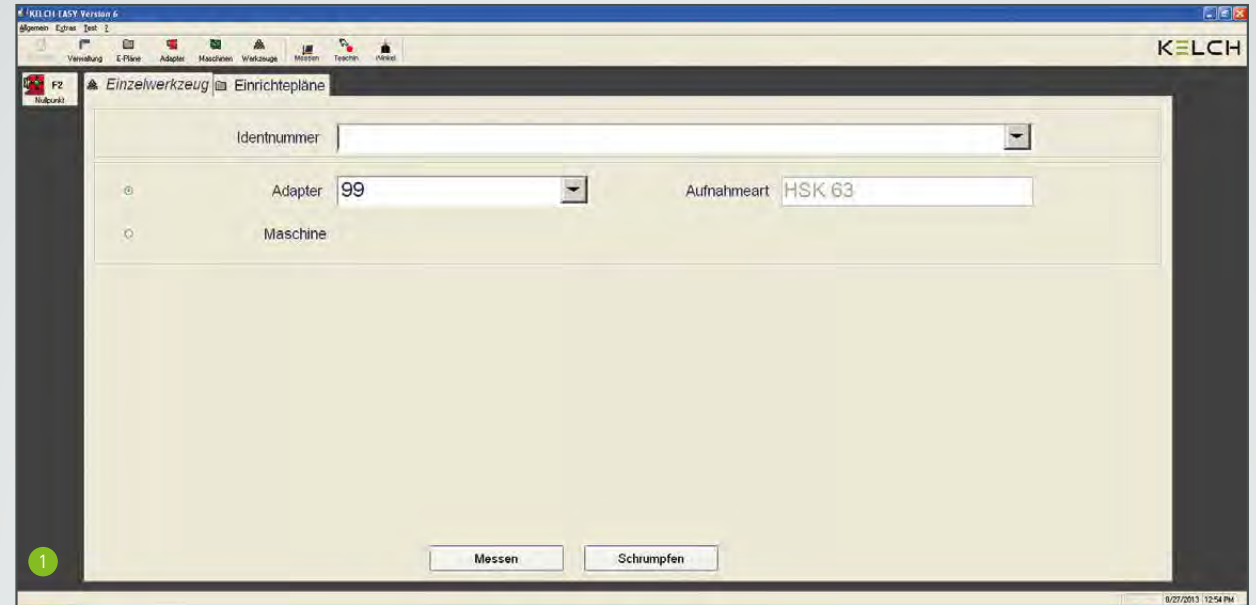 KELCH EASY Version 6
Allgemein Extras Test ?
Verwaltung E-Pläne Adapter Maschinen Werkzeuge Messen Teachin Winkel
KELCH
F2
Nullpunkt
Einzelwerkzeug Einrichtepläne
Identnummer
Adapter 99 Aufnahmeart HSK 63
Maschine
Messen Schrumpfen
1
8/27/2013 12:54 PM